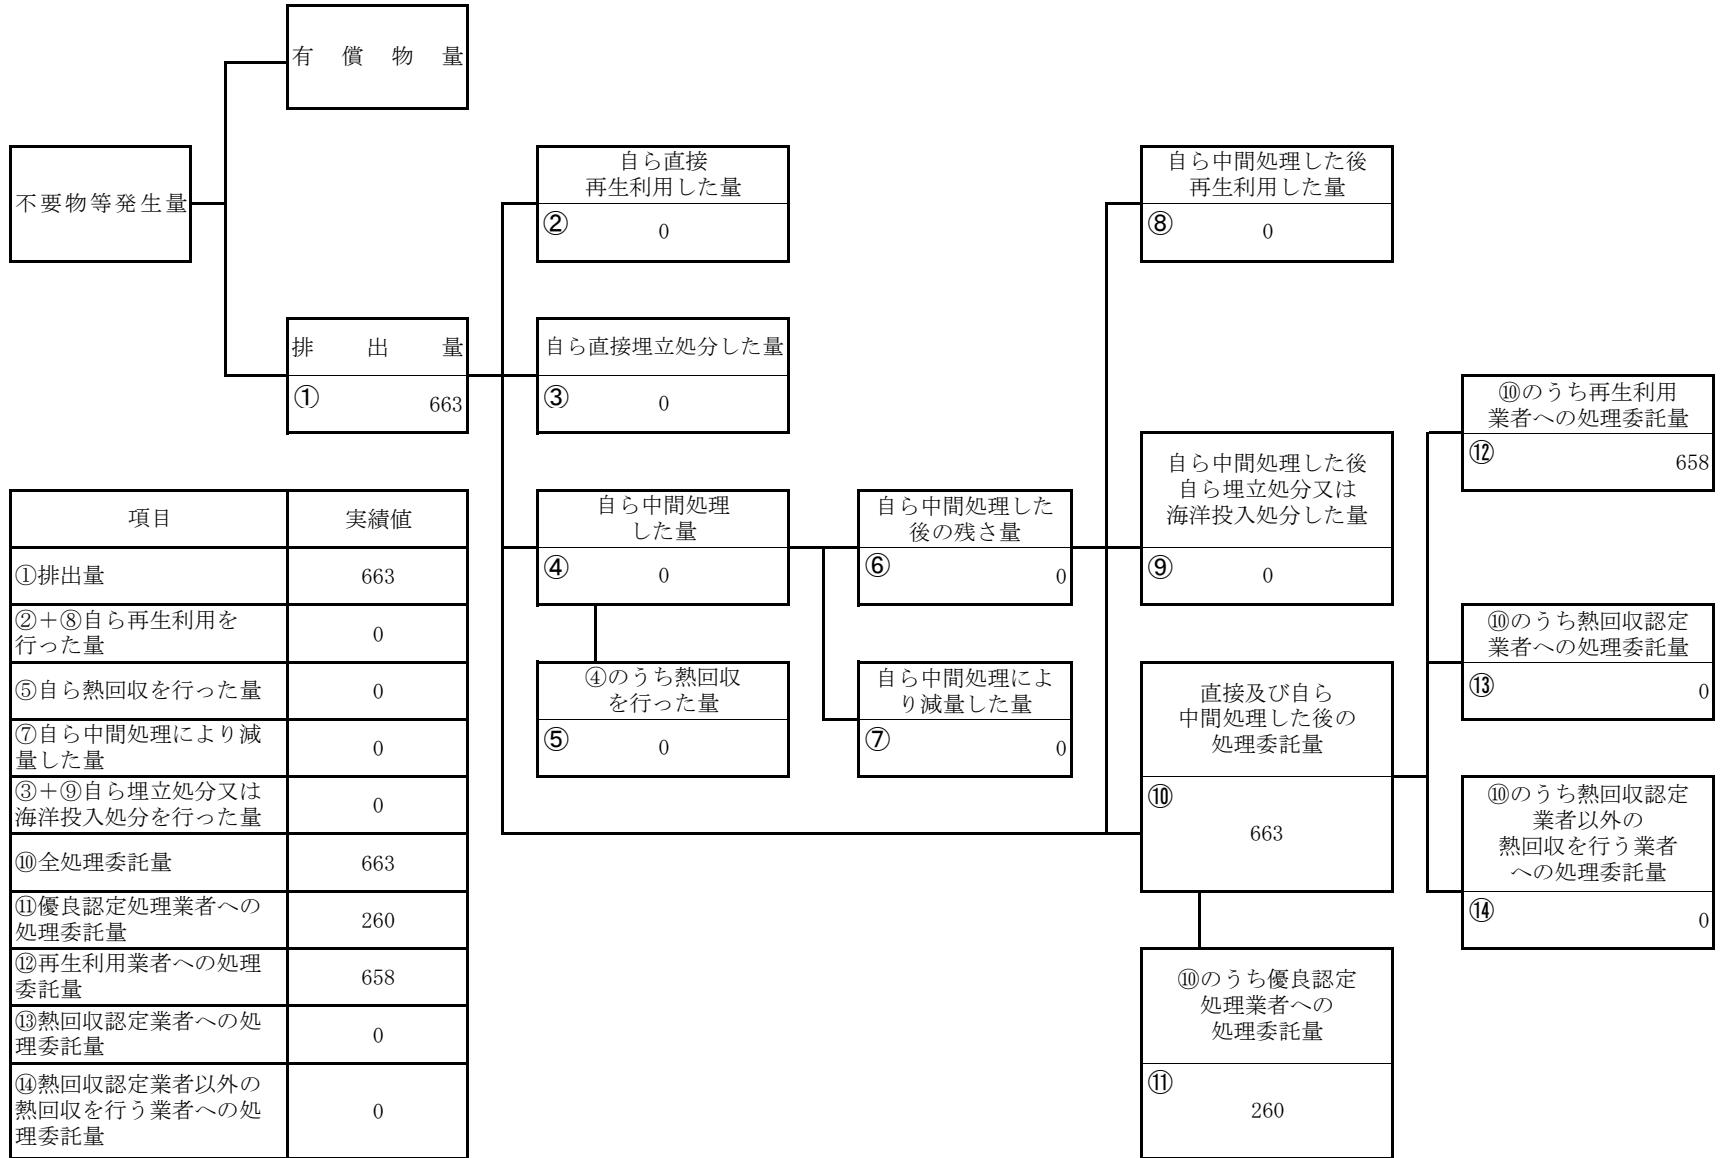 有償物量
不要物等発生量
排出量
①
663
自ら直接
再生利用した量
②
0
自ら直接埋立処分した量
③
0
自ら中間処理
した量
④
0
④のうち熱回収
を行った量
⑤
0
自ら中間処理した
後の残さ量
⑥
0
自ら中間処理によ
り減量した量
⑦
0
自ら中間処理した後
再生利用した量
⑧
0
自ら中間処理した後
自ら埋立処分又は
海洋投入処分した量
⑨
0
直接及び自ら
中間処理した後の
処理委託量
⑩
663
⑩のうち優良認定
処理業者への
処理委託量
⑪
260
⑩のうち再生利用
業者への処理委託量
⑫
658
⑩のうち熱回収認定
業者への処理委託量
⑬
0
⑩のうち熱回収認定
業者以外の
熱回収を行う業者
への処理委託量
⑭
0
項目 実績値
①排出量 663
②+⑧自ら再生利用を
行った量
0
⑤自ら熱回収を行った量 0
⑦自ら中間処理により減
量した量
0
③+⑨自ら埋立処分又は
海洋投入処分を行った量
0
⑩全処理委託量 663
⑪優良認定処理業者への
処理委託量
260
⑫再生利用業者への処理
委託量
658
⑬熱回収認定業者への処
理委託量
0
⑭熱回収認定業者以外の
熱回収を行う業者への処
理委託量
0